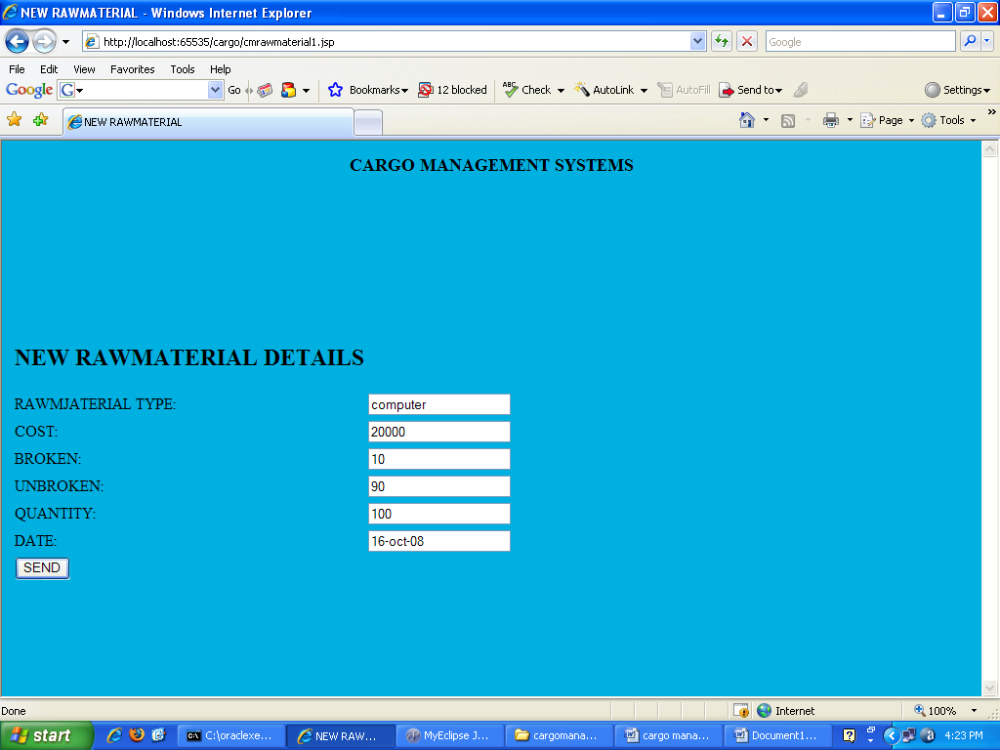 NEW RAWMATERIAL - Windows Internet Explorer
http://localhost:65535/cargo/cmrawmaterial1.jsp
Google
File Edit View Favorites Tools Help
Google G Go Bookmarks 12 blocked ABC Check AutoLink AutoFill Send to Settings
NEW RAWMATERIAL
Page Tools
CARGO MANAGEMENT SYSTEMS
NEW RAWMATERIAL DETAILS
RAWMJATERIAL TYPE: computer
COST: 20000
BROKEN: 10
UNBROKEN: 90
QUANTITY: 100
DATE: 16-oct-08
SEND
Done Internet 100%
start C:\oraclexe... NEW RAW... MyEclipse J... cargomana... cargo mana... Document1... 4:23 PM